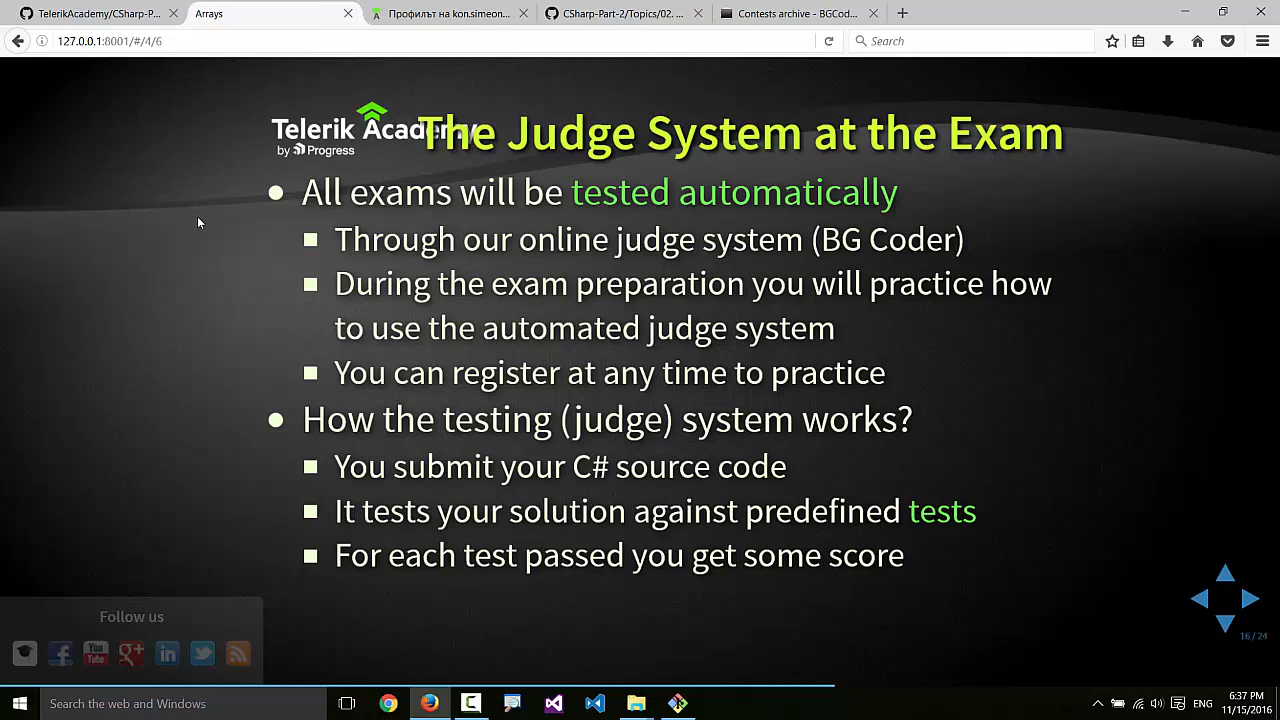 TelerikAcademy/CSharp-P...
Arrays
Профилът на kon.simeon...
CSharp-Part-2/Topics/02. ...
Contests archive - BGCod...
127.0.0.1:8001/#/4/6
Search
Telerik Academy
by Progress
The Judge System at the Exam
All exams will be tested automatically
Through our online judge system (BG Coder)
During the exam preparation you will practice how
to use the automated judge system
You can register at any time to practice
How the testing (judge) system works?
You submit your C# source code
It tests your solution against predefined tests
For each test passed you get some score
Follow us
You
Tube
16 / 24
Search the web and Windows
ENG
6:37 PM
11/15/2016